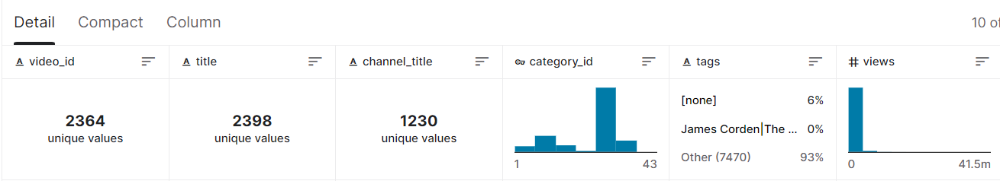 Detail Compact Column 10 of
video_id title channel_title category_id tags views
2364
unique values
2398
unique values
1230
unique values
1 43
[none] 6%
James Corden|The ... 0%
Other (7470) 93%
0 41.5m